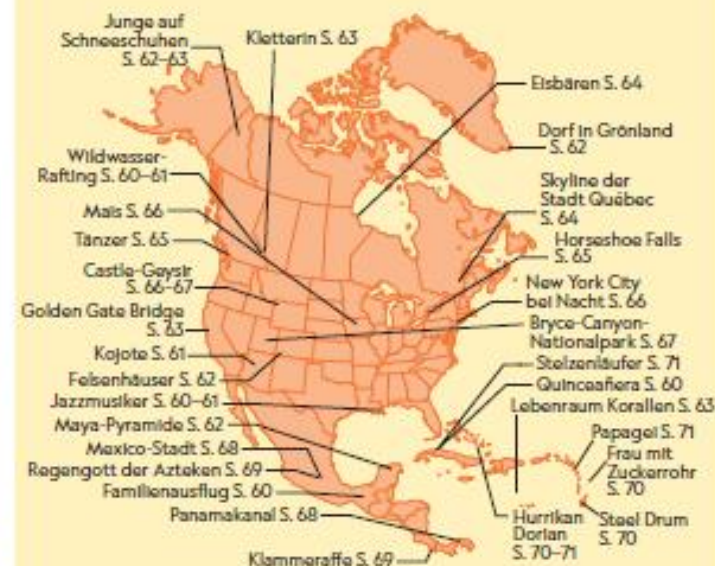 Junge auf
Schneeschuhen
S. 62–63
Kletterin S. 63
Eisbären S. 64
Dorf in Grönland
S. 62
Wildwasser-
Rafting S. 60–61
Skyline der
Stadt Québec
S. 64
Mais S. 66
Tänzer S. 65
Horseshoe Falls
S. 65
Castle-Geysir
S. 66–67
New York City
bei Nacht S. 66
Golden Gate Bridge
S. 63
Bryce-Canyon-
Nationalpark S. 67
Kojote S. 61
Stelzenläufer S. 71
Felsenhäuser S. 62
Quinceañera S. 60
Jazzmusiker S. 60–61
Lebenraum Korallen S. 63
Maya-Pyramide S. 62
Papagei S. 71
Mexico-Stadt S. 68
Frau mit
Zuckerrohr
S. 70
Regengott der Azteken S. 69
Familienausflug S. 60
Panamakanal S. 68
Hurrikan
Dorian
S. 70–71
Steel Drum
S. 70
Klammeraffe S. 69